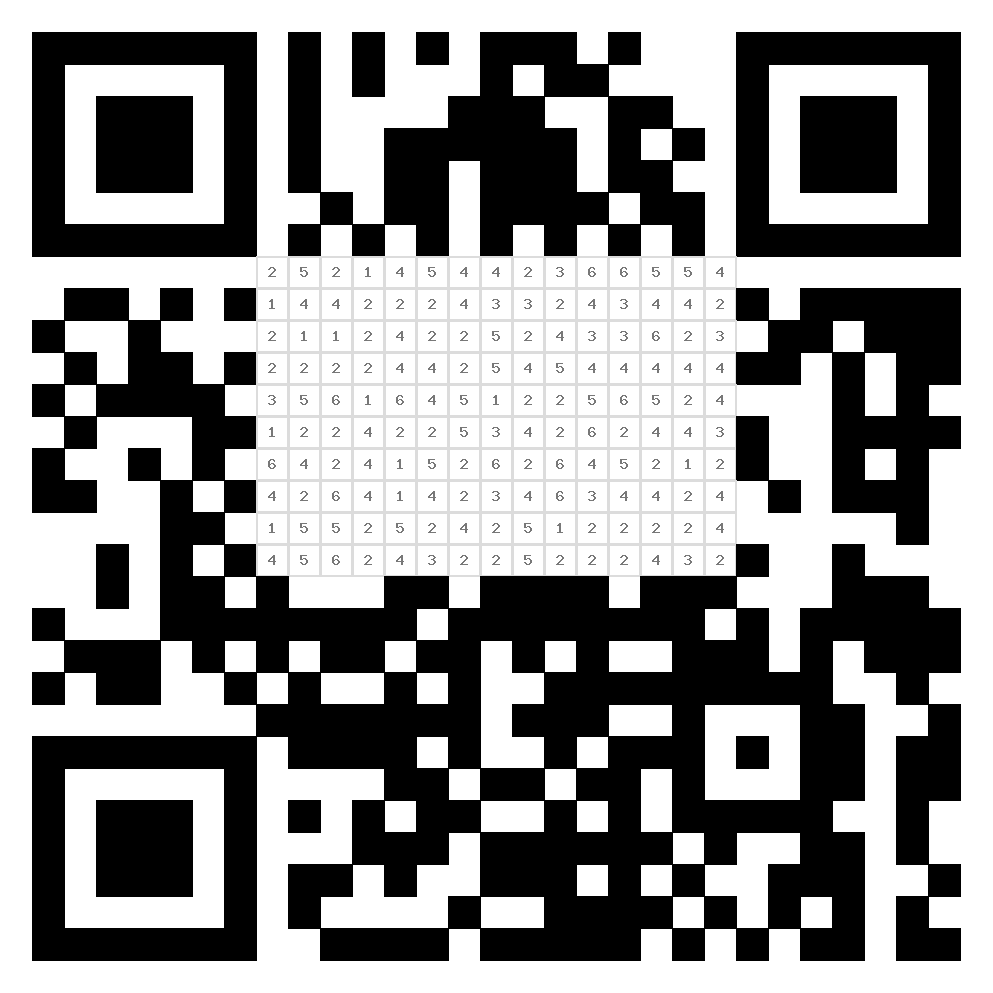 2 5 2 1 4 5 4 4 2 3 6 6 5 5 4
1 4 4 2 2 2 4 3 3 2 4 3 4 4 2
2 1 1 2 4 2 2 5 2 4 3 3 6 2 3
2 2 2 2 4 4 2 5 4 5 4 4 4 4 4
3 5 6 1 6 4 5 1 2 2 5 6 5 2 4
1 2 2 4 2 2 5 3 4 2 6 2 4 4 3
6 4 2 4 1 5 2 6 2 6 4 5 2 1 2
4 2 6 4 1 4 2 3 4 6 3 4 4 2 4
1 5 5 2 5 2 4 2 5 1 2 2 2 2 4
4 5 6 2 4 3 2 2 5 2 2 2 4 3 2